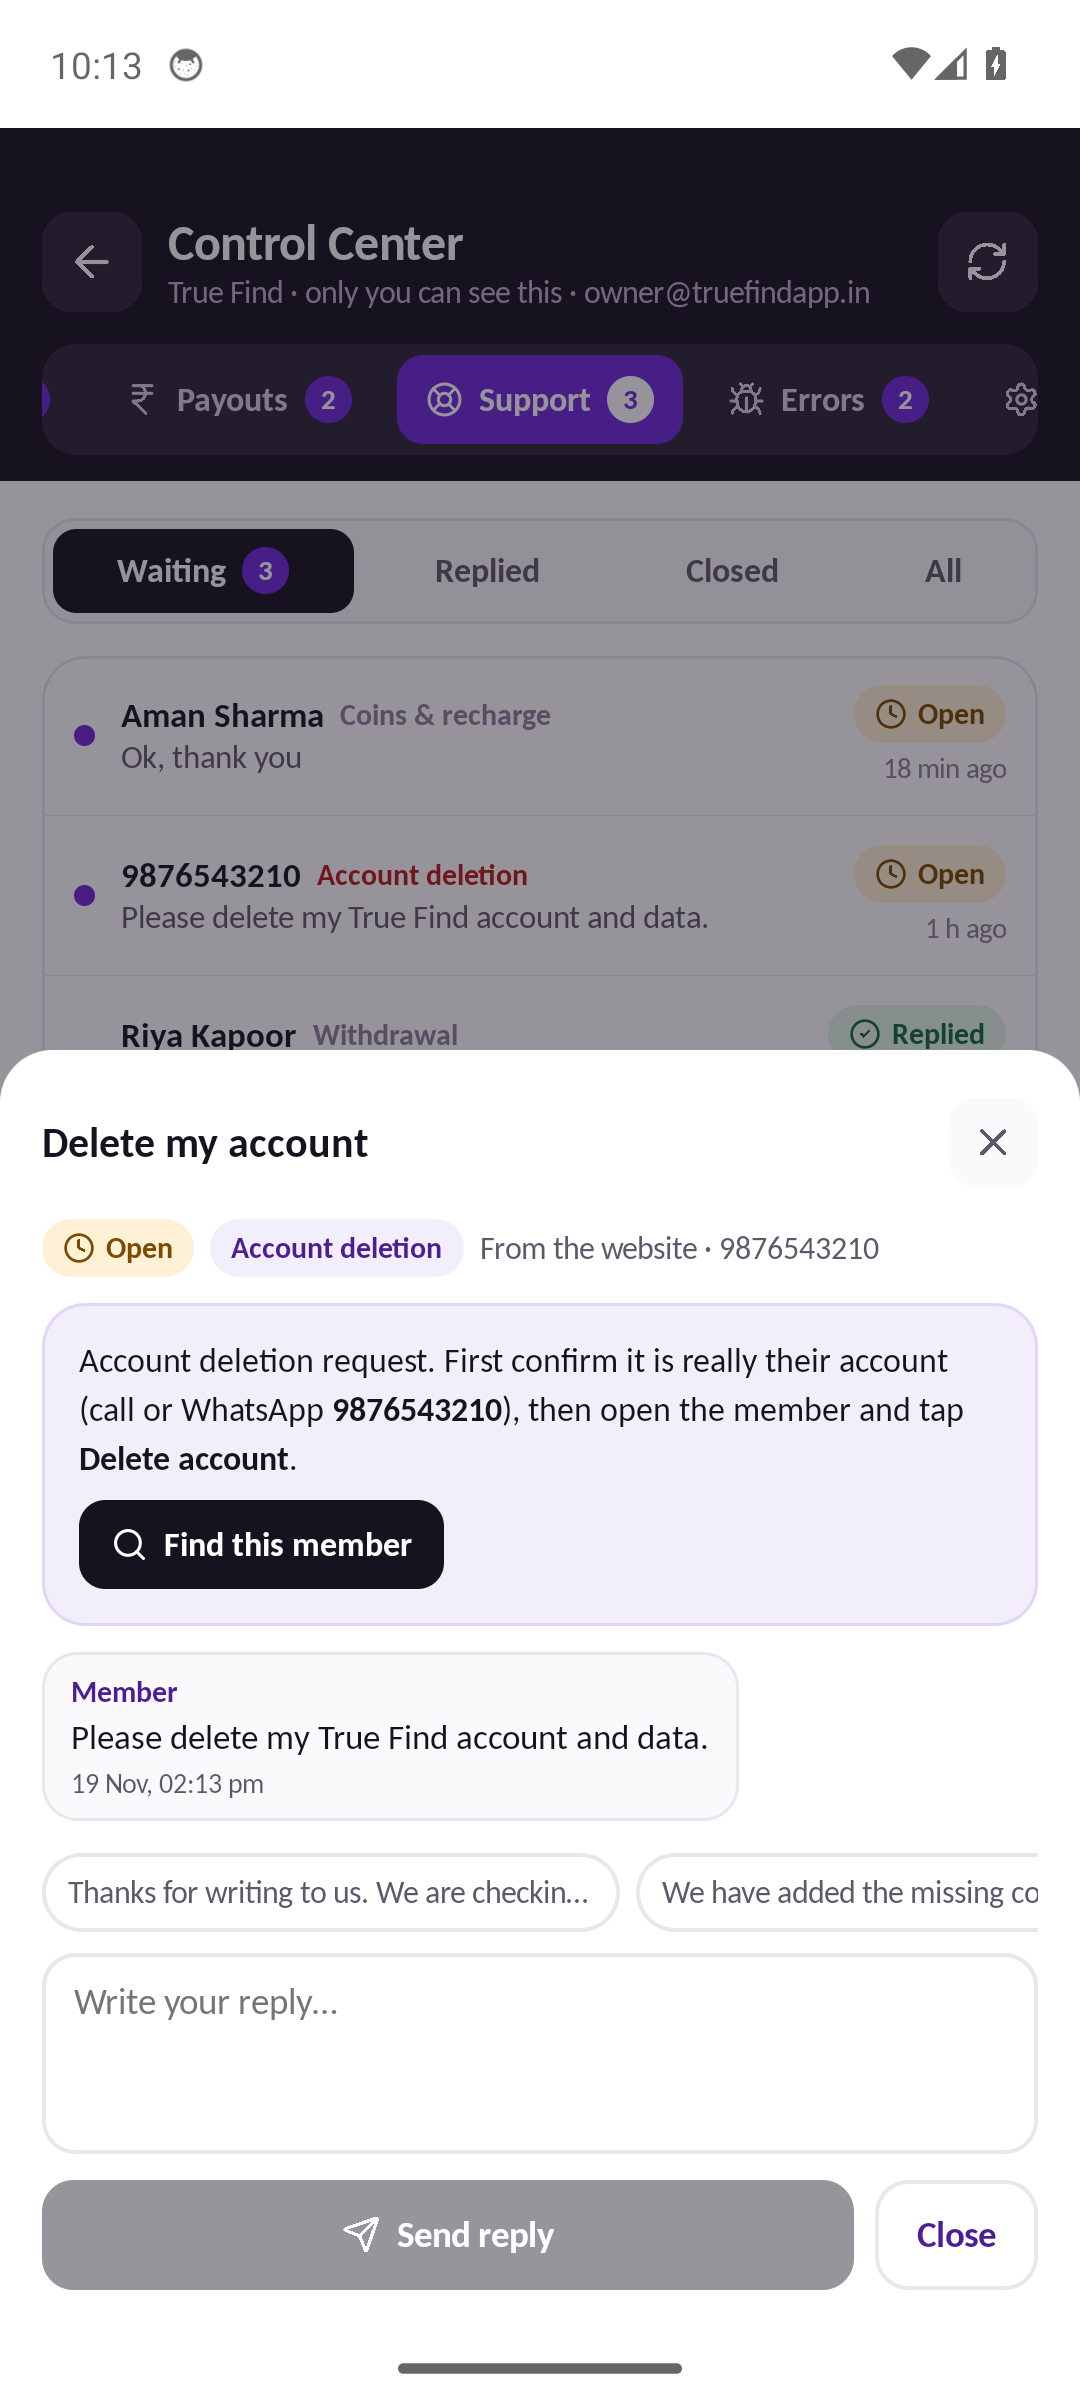 10:13
Control Center
True Find · only you can see this · owner@truefindapp.in
Payouts 2 Support 3 Errors 2
Waiting 3 Replied Closed All
Aman Sharma Coins & recharge Open
Ok, thank you 18 min ago
9876543210 Account deletion Open
Please delete my True Find account and data. 1 h ago
Riya Kapoor Withdrawal Replied
Delete my account
Open Account deletion From the website · 9876543210
Account deletion request. First confirm it is really their account
(call or WhatsApp 9876543210), then open the member and tap
Delete account.
Find this member
Member
Please delete my True Find account and data.
19 Nov, 02:13 pm
Thanks for writing to us. We are checkin... We have added the missing co
Write your reply...
Send reply Close